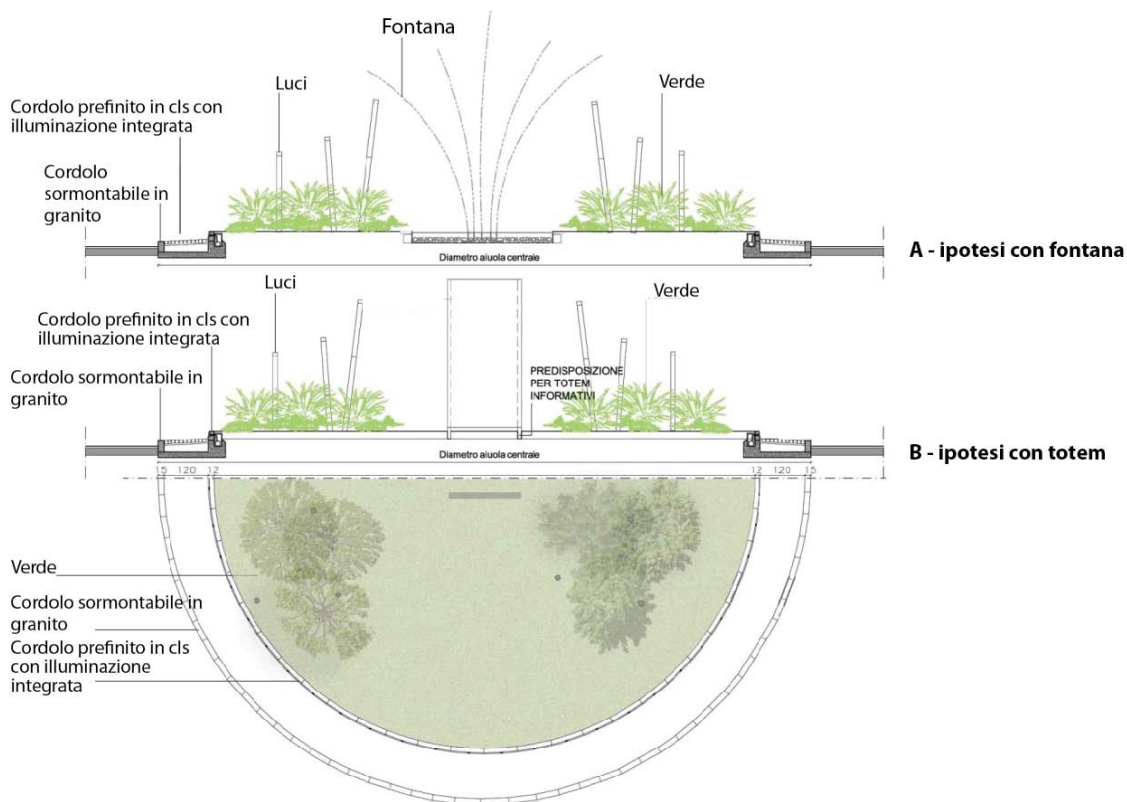 Fontana
Luci
Verde
Cordolo prefinito in cls con
illuminazione integrata
Cordolo
sormontabile in
granito
Diametro aiuola centrale
A - ipotesi con fontana
Luci
Verde
Cordolo prefinito in cls con
illuminazione integrata
Cordolo sormontabile in
granito
PREDISPOSIZIONE
PER TOTEM
INFORMATIVI
Diametro aiuola centrale
B - ipotesi con totem
15 120 12 12 120 15
Verde
Cordolo sormontabile in
granito
Cordolo prefinito in cls
con illuminazione
integrata